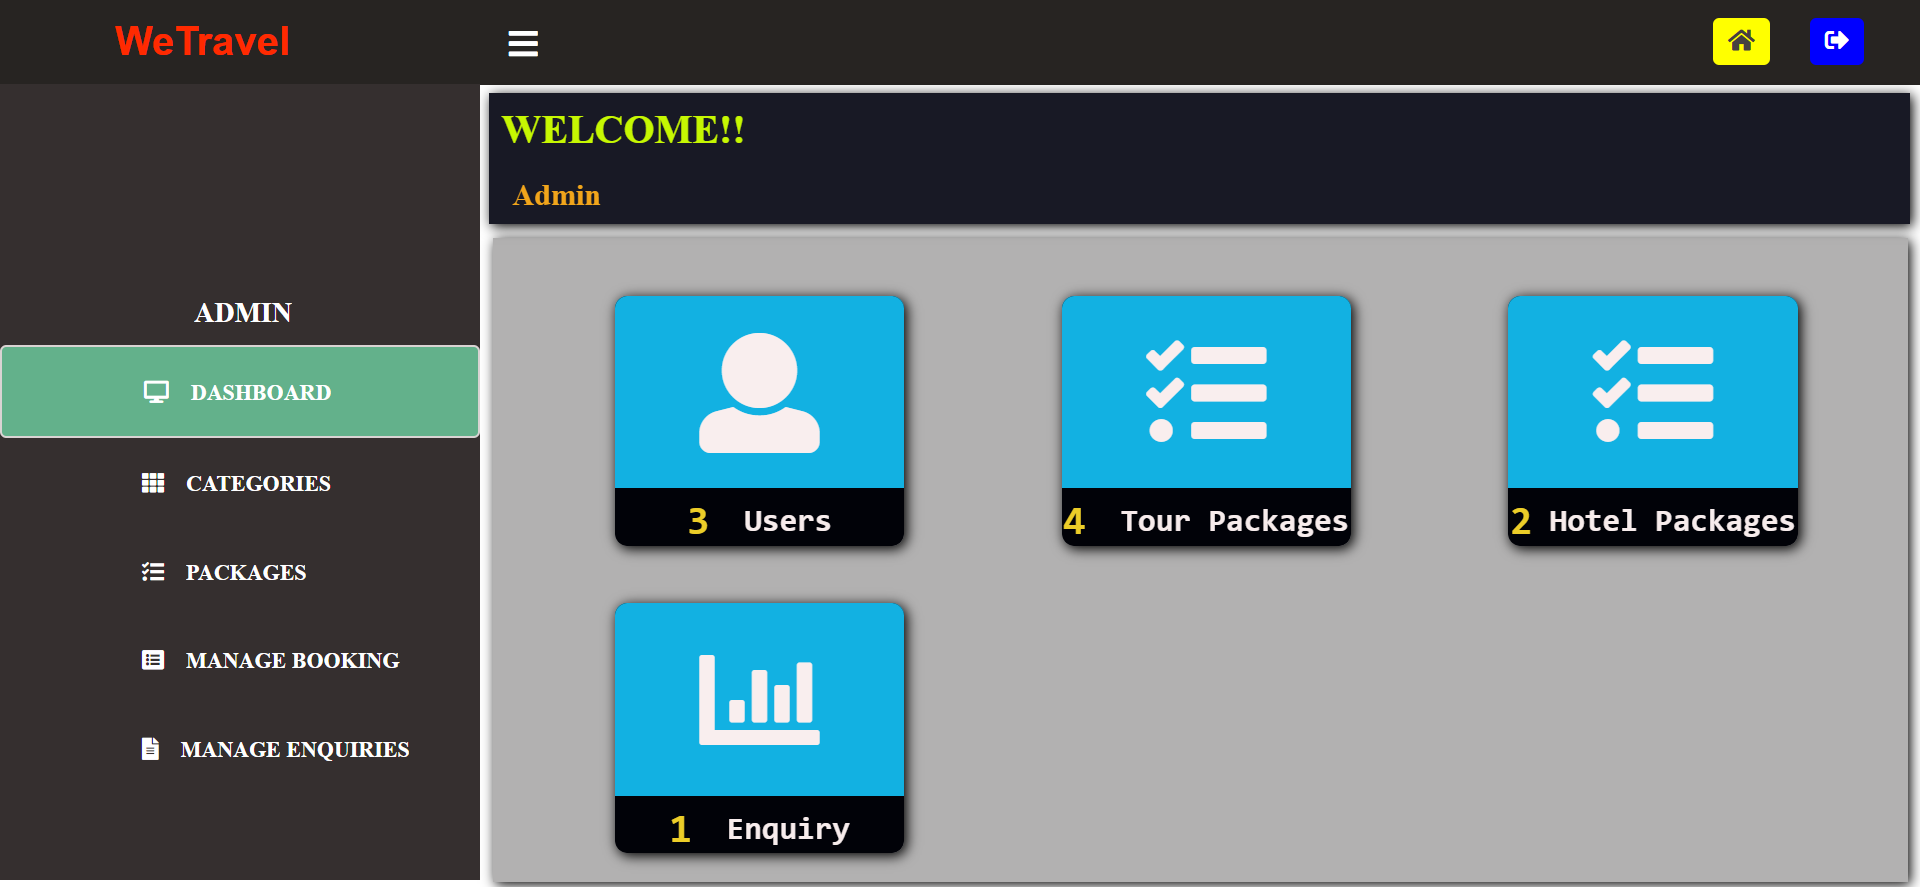 WeTravel
WELCOME!!
Admin
ADMIN
DASHBOARD
CATEGORIES
PACKAGES
MANAGE BOOKING
MANAGE ENQUIRIES
3 Users
4 Tour Packages
2 Hotel Packages
1 Enquiry